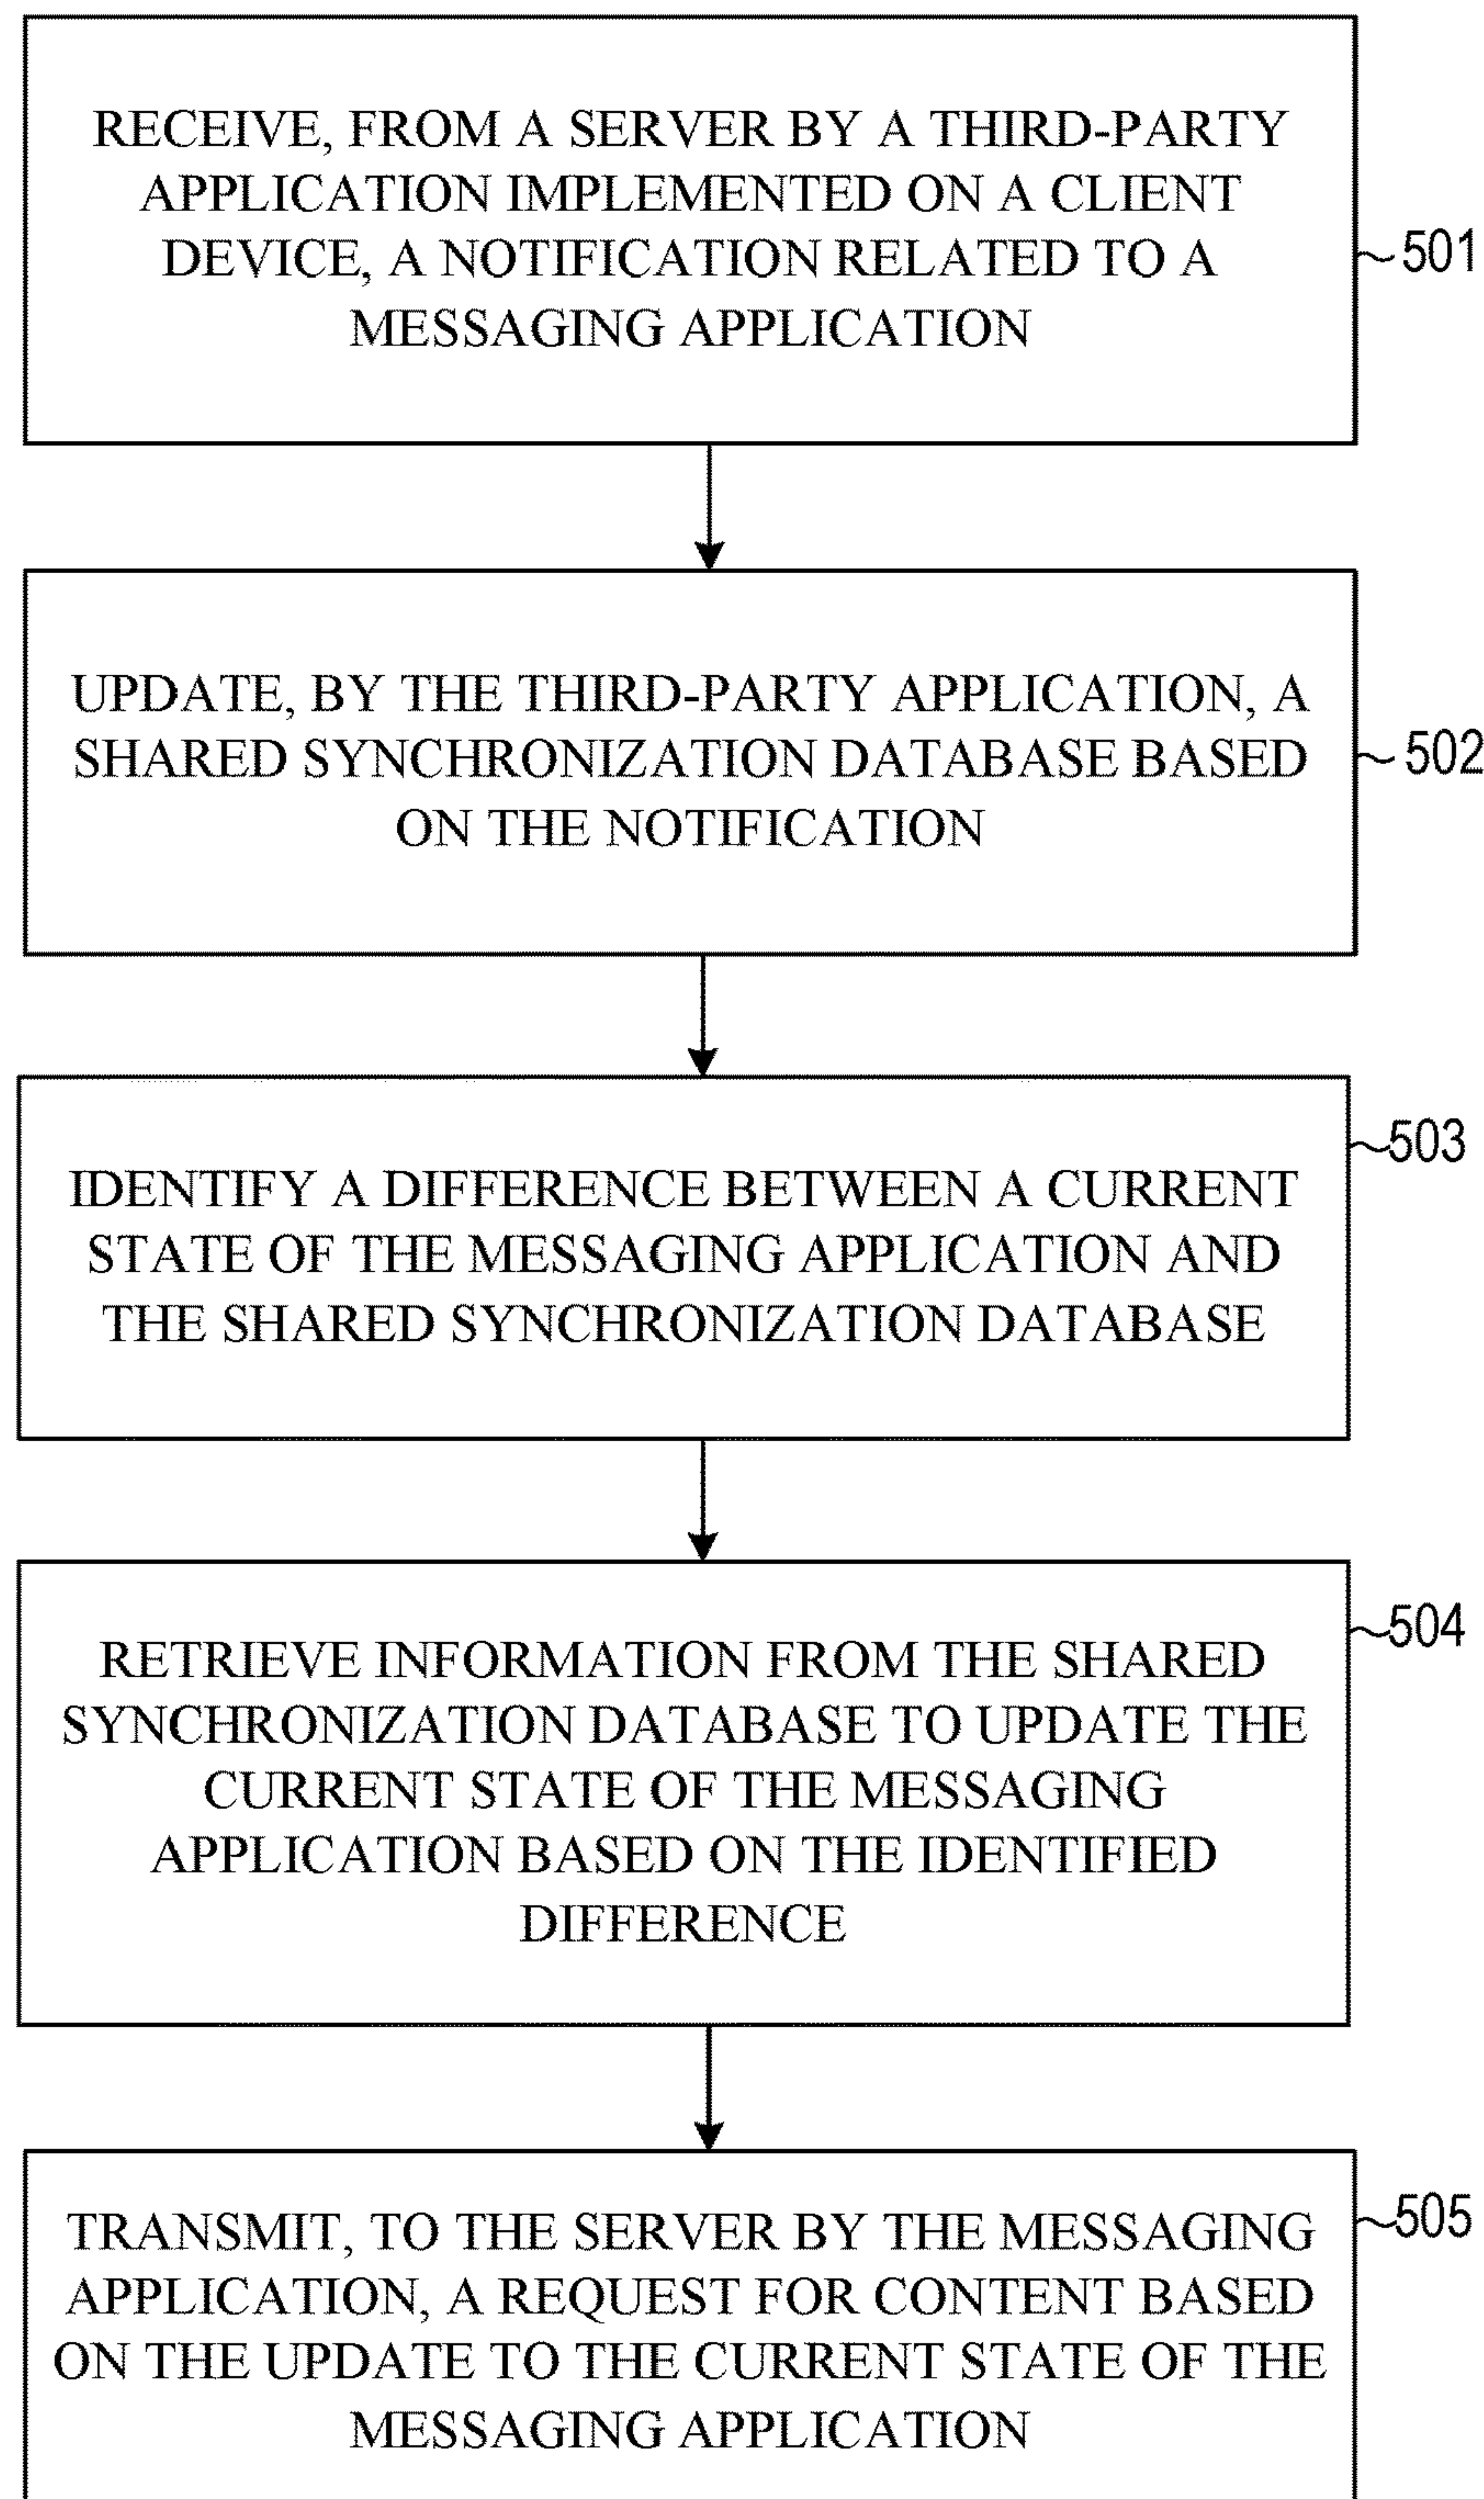 RECEIVE, FROM A SERVER BY A THIRD-PARTY
APPLICATION IMPLEMENTED ON A CLIENT
DEVICE, A NOTIFICATION RELATED TO A
MESSAGING APPLICATION
501
UPDATE, BY THE THIRD-PARTY APPLICATION, A
SHARED SYNCHRONIZATION DATABASE BASED
ON THE NOTIFICATION
502
IDENTIFY A DIFFERENCE BETWEEN A CURRENT
STATE OF THE MESSAGING APPLICATION AND
THE SHARED SYNCHRONIZATION DATABASE
503
RETRIEVE INFORMATION FROM THE SHARED
SYNCHRONIZATION DATABASE TO UPDATE THE
CURRENT STATE OF THE MESSAGING
APPLICATION BASED ON THE IDENTIFIED
DIFFERENCE
504
TRANSMIT, TO THE SERVER BY THE MESSAGING
APPLICATION, A REQUEST FOR CONTENT BASED
ON THE UPDATE TO THE CURRENT STATE OF THE
MESSAGING APPLICATION
505